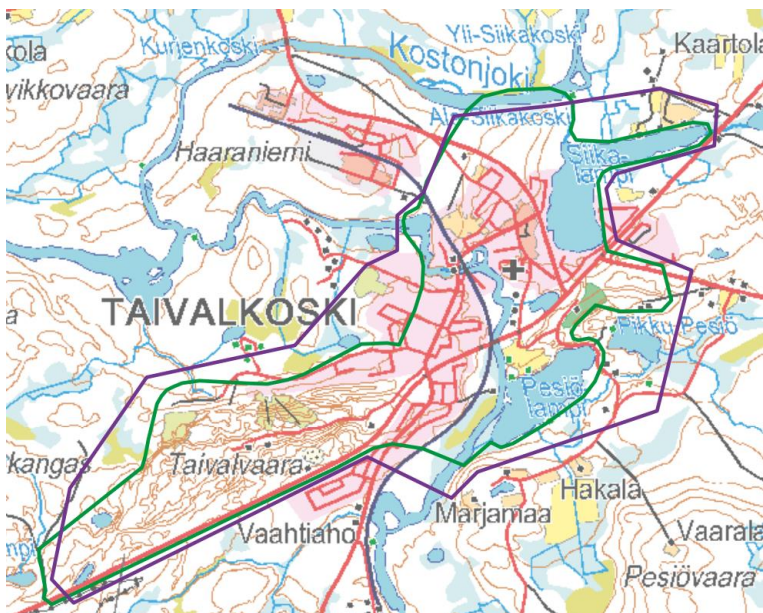 Yli-Siikakoski
Kaartola
kola
Kurjenkoski
Kostonjoki
vikkovaara
Ala-Siikakoski
Haaraniemi
Siika-
lampi
TAIVALKOSKI
Pikku-Pesiö
Pesiö
lampi
rkangas
Taivalvaara
Hakala
Marjamaa
Vaahtiaho
Vaarala
Pesiövaara